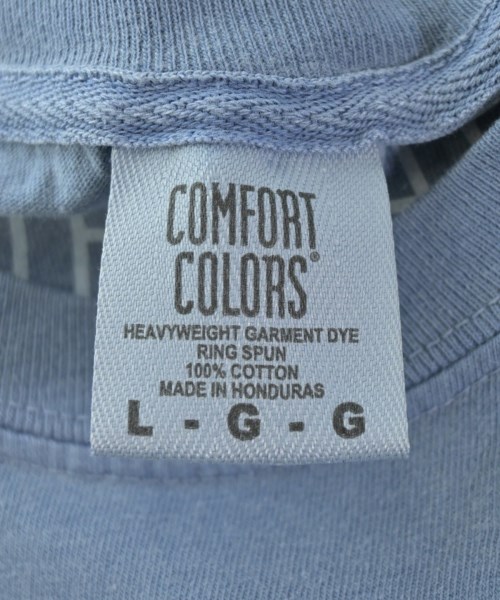 COMFORT
COLORS®
HEAVYWEIGHT GARMENT DYE
RING SPUN
100% COTTON
MADE IN HONDURAS
L - G - G